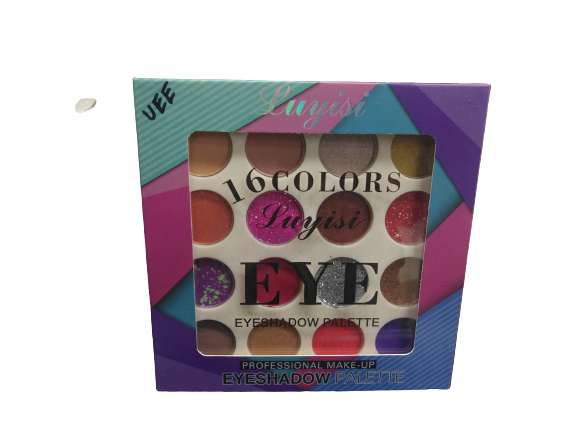 UEE
Luyisi
16COLORS
Luyisi
EYE
EYESHADOW PALETTE
PROFESSIONAL MAKE-UP
EYESHADOW PALETTE